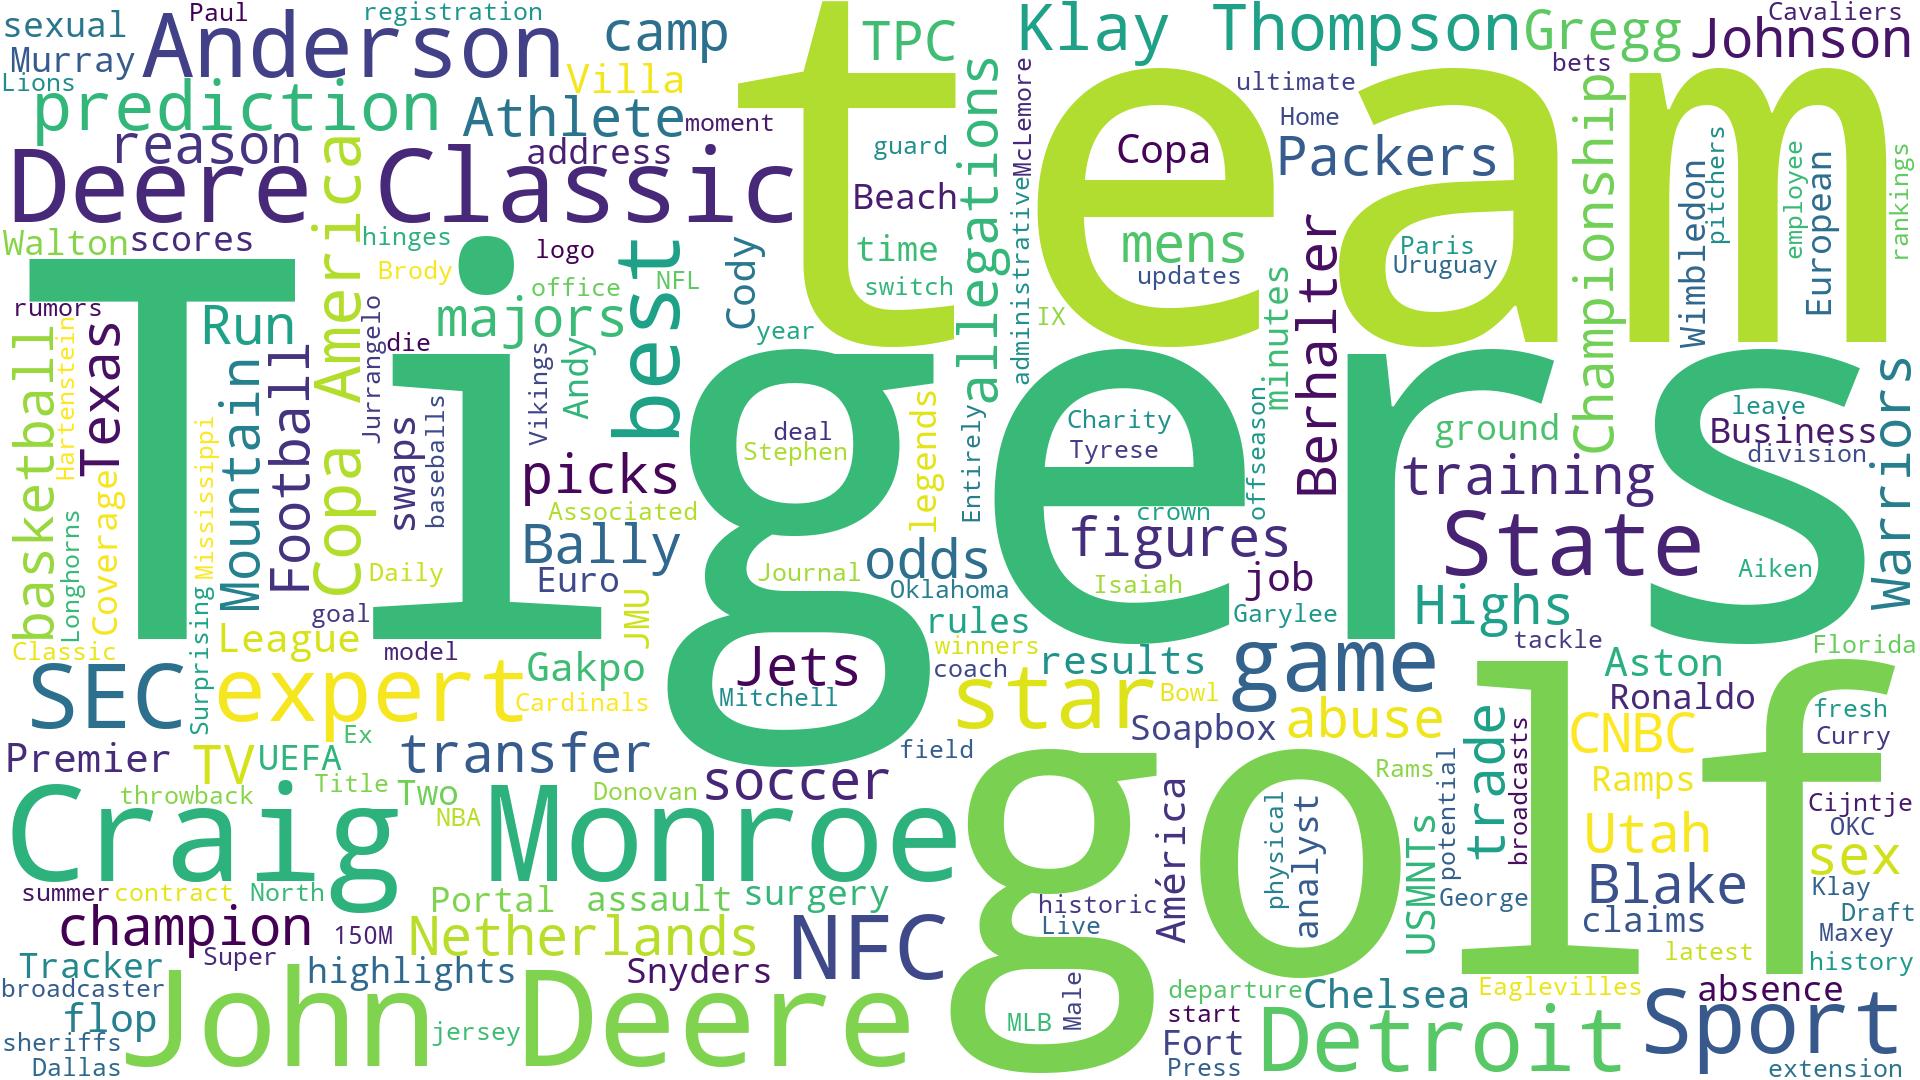 team
Tigers
golf
sexual
Paul
registration
Murray
Anderson
camp
TPC
Klay Thompson
Gregg
Cavaliers
Johnson
Lions
Villa
bets
prediction
Athlete
moment
ultimate
reason
address
guard
allegations
McLemore
Home
Copa
Packers
Championship
Wimbledon
pitchers
employee
European
rankings
Deere Classic
Beach
administrative
Walton
scores
Copa America
hinges
logo
best
Cody
time
mens
Paris
Uruguay
Brody
office
NFL
switch
updates
rumors
Run
majors
year
IX
minutes
Berhalter
basketball
Hartenstein
Texas
Mountain
Football
Jurrangelo
die
Vikings
Andy
legends
Entirely
Charity
Tyrese
offseason
ground
leave
Business
division
Warriors
Mississippi
swaps
baseballs
deal
Stephen
picks
training
Longhorns
Coverage
Associated
crown
figures
State
Bally
odds
Daily
Euro
Journal
Oklahoma
Isaiah
job
Aiken
Surprising
goal
JMU
rules
Garylee
Highs
Classic
League
model
winners
tackle
Florida
SEC
expert
Gakpo
Jets
coach
results
game
Aston
Mitchell
Cardinals
star
Bowl
Ronaldo
Soapbox
abuse
trade
broadcasts
CNBC
fresh
Curry
Premier
TV
UEFA
Ex
transfer
field
soccer
Rams
potential
Ramps
throwback
Title
Two
Donovan
NBA
América
physical
analyst
USMNTs
Cijntje
OKC
Utah
sex
Craig Monroe
summer
contract
North
Portal
assault
surgery
historic
George
Blake
Klay
champion
150M
Netherlands
NFC
Live
claims
Draft
Maxey
Tracker
Super
highlights
Snyders
latest
history
broadcaster
Male
departure
Chelsea
Eaglevilles
absence
flop
John Deere
jersey
MLB
start
Sport
sheriffs
Fort
Detroit
Dallas
Press
extension